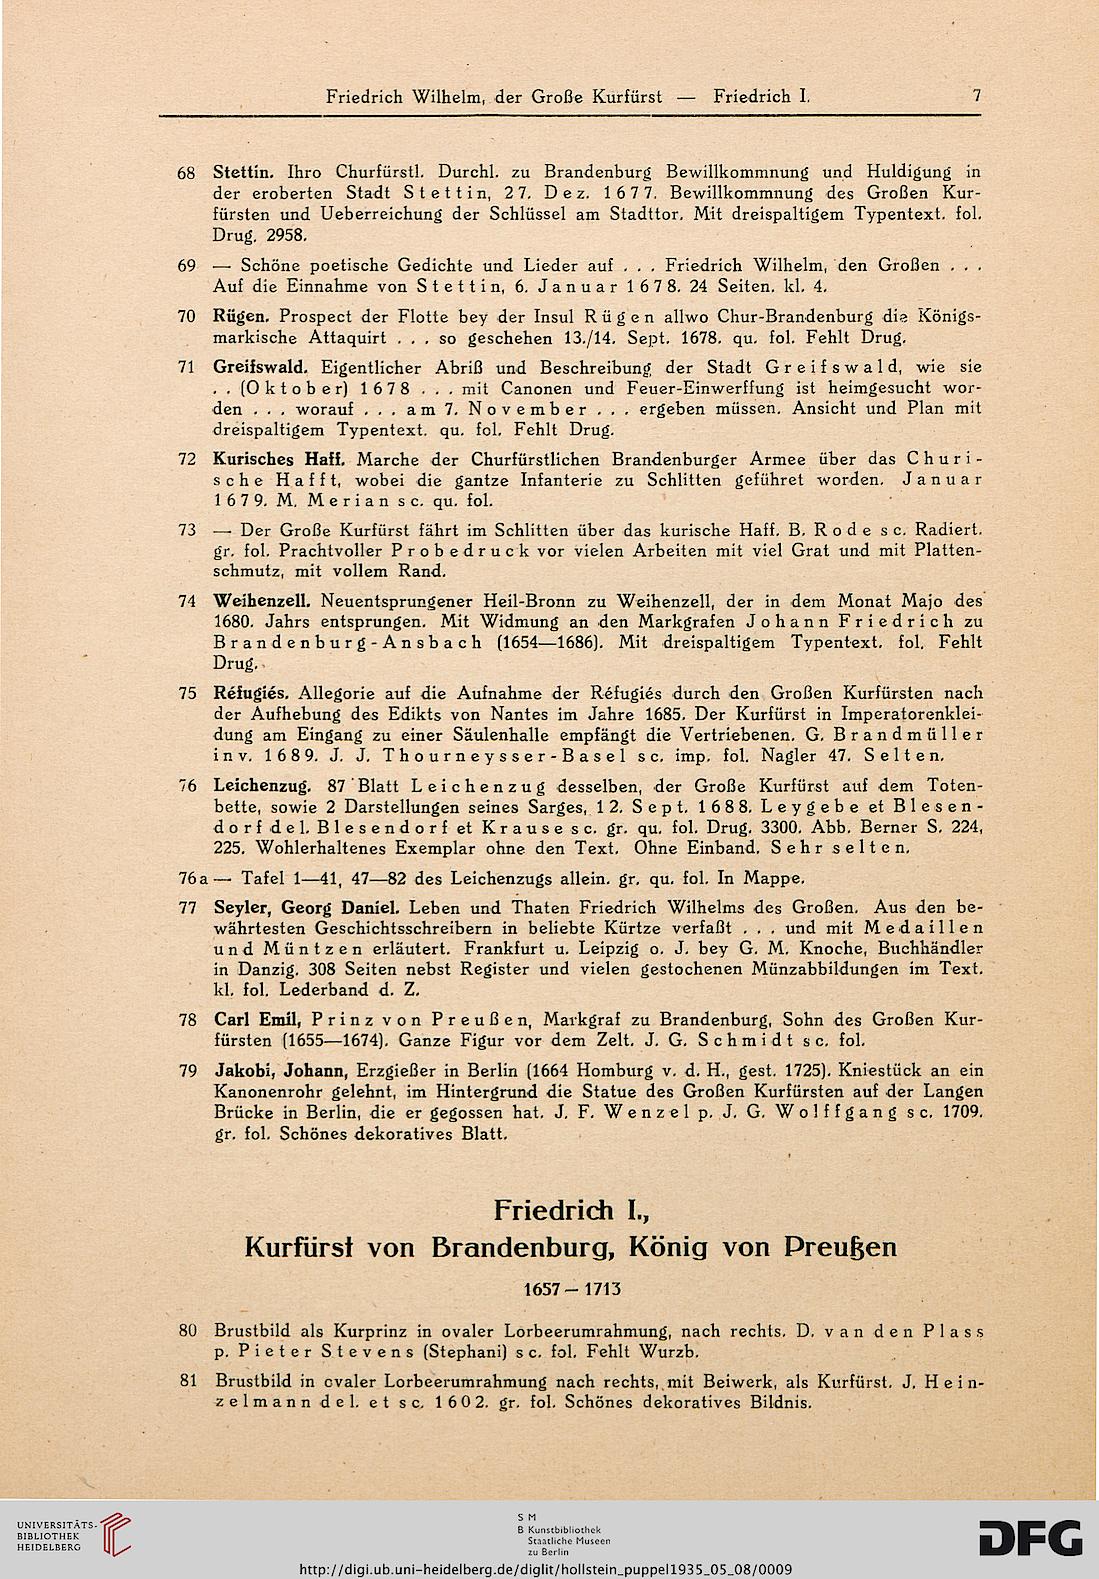 Friedrich Wilhelm, der Große Kurfürst — Friedrich I. 7
68 Stettin. Ihro Churfürstl. Durchl. zu Brandenburg Bewillkommnung und Huldigung in
der eroberten Stadt Stettin, 27. Dez. 1677. Bewillkommnung des Großen Kur-
fürsten und Ueberreichung der Schlüssel am Stadttor. Mit dreispaltigem Typentext. fol.
Drug. 2958.
69 — Schöne poetische Gedichte und Lieder auf . . . Friedrich Wilhelm, den Großen . . .
Auf die Einnahme von Stettin, 6. Januar 1678. 24 Seiten. kl. 4.
70 Rügen. Prospect der Flotte bey der Insul Rügen allwo Chur-Brandenburg die Königs-
markische Attaquirt . . . so geschehen 13./14. Sept. 1678. qu. fol. Fehlt Drug.
71 Greifswald. Eigentlicher Abriß und Beschreibung der Stadt Greifswald, wie sie
. . (Oktober) 1678 . . . mit Canonen und Feuer-Einwerffung ist heimgesucht wor-
den . . . worauf . . . am 7. November . . . ergeben müssen. Ansicht und Plan mit
dreispaltigem Typentext. qu. fol. Fehlt Drug.
72 Kurisches Haff. Marche der Churfürstlichen Brandenburger Armee über das Churi-
sche Hafft, wobei die gantze Infanterie zu Schlitten geführet worden. Januar
1679. M. Merian sc. qu. fol.
73 — Der Große Kurfürst fährt im Schlitten über das kurische Haff. B. Rode sc. Radiert.
gr. fol. Prachtvoller Probedruck vor vielen Arbeiten mit viel Grat und mit Platten-
schmutz, mit vollem Rand.
74 Weihenzell. Neuentsprungener Heil-Bronn zu Weihenzell, der in dem Monat Majo des
1680. Jahrs entsprungen. Mit Widmung an den Markgrafen Johann Friedrich zu
Brandenburg-Ansbach (1654—1686). Mit dreispaltigem Typentext. fol. Fehlt
Drug.
75 Réfugiés. Allegorie auf die Aufnahme der Réfugiés durch den Großen Kurfürsten nach
der Aufhebung des Edikts von Nantes im Jahre 1685. Der Kurfürst in Imperatorenklei-
dung am Eingang zu einer Säulenhalle empfängt die Vertriebenen. G. Brandmüller
inv. 1689. J. J. Thourneysser-Basel sc. imp. fol. Nagler 47. Selten.
76 Leichenzug. 87 Blatt Leichenzug desselben, der Große Kurfürst auf dem Toten-
bette, sowie 2 Darstellungen seines Sarges, 12. Sept. 1688. Leygebe et Blesen-
dorf del. Blesendorf et Krause sc. gr. qu. fol. Drug. 3300. Abb. Berner S. 224,
225. Wohlerhaltenes Exemplar ohne den Text. Ohne Einband. Sehr selten.
76a — Tafel 1—41, 47—82 des Leichenzugs allein. gr. qu. fol. In Mappe.
77 Seyler, Georg Daniel. Leben und Thaten Friedrich Wilhelms des Großen. Aus den be-
währtesten Geschichtsschreibern in beliebte Kürtze verfaßt . . . und mit Medaillen
und Müntzen erläutert. Frankfurt u. Leipzig o. J. bey G. M. Knoche, Buchhändler
in Danzig. 308 Seiten nebst Register und vielen gestochenen Münzabbildungen im Text.
kl. fol. Lederband d. Z.
78 Carl Emil, Prinz von Preußen, Markgraf zu Brandenburg, Sohn des Großen Kur-
fürsten (1655—1674). Ganze Figur vor dem Zelt. J. G. Schmidt sc. fol.
79 Jakobi, Johann, Erzgießer in Berlin (1664 Homburg v. d. H., gest. 1725). Kniestück an ein
Kanonenrohr gelehnt, im Hintergrund die Statue des Großen Kurfürsten auf der Langen
Brücke in Berlin, die er gegossen hat. J. F. Wenzel p. J. G. Wolffgang sc. 1709.
gr. fol. Schönes dekoratives Blatt.
Friedrich I.,
Kurfürst von Brandenburg, König von Preußen
1657 — 1713
80 Brustbild als Kurprinz in ovaler Lorbeerumrahmung, nach rechts. D. van den Plass
p. Pieter Stevens (Stephani) sc. fol. Fehlt Wurzb.
81 Brustbild in ovaler Lorbeerumrahmung nach rechts, mit Beiwerk, als Kurfürst. J. Hein-
zelmann del. et sc. 1602. gr. fol. Schönes dekoratives Bildnis.
UNIVERSITÄTS-
BIBLIOTHEK
HEIDELBERG
S M
B Kunstbibliothek
Staatliche Museen
zu Berlin
DFG
http://digi.ub.uni-heidelberg.de/diglit/hollstein_puppel1935_05_08/0009